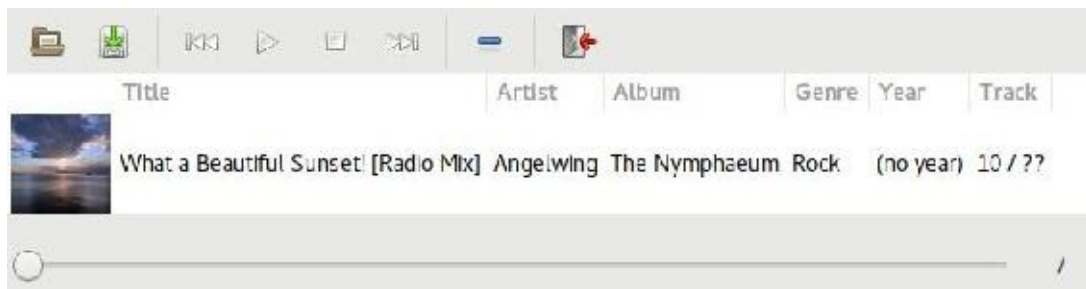 Title Artist Album Genre Year Track
What a Beautiful Sunset! [Radio Mix] Angelwing The Nymphaeum Rock (no year) 10 / ??
/